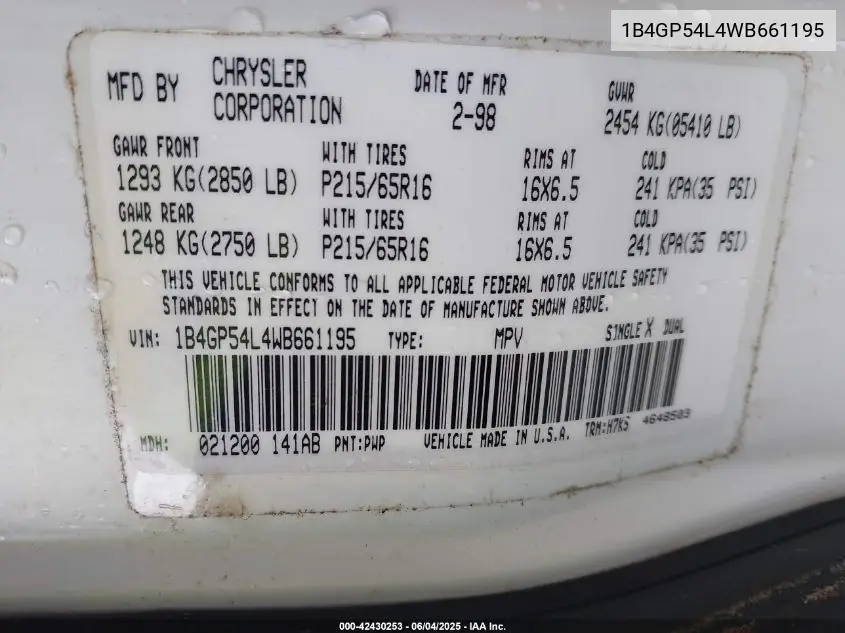 1B4GP54L4WB661195
MFD BY CHRYSLER CORPORATION DATE OF MFR 2-98 GVWR 2454 KG(05410 LB)
GAWR FRONT WITH TIRES RIMS AT COLD
1293 KG(2850 LB) P215/65R16 16X6.5 241 KPA(35 PSI)
GAWR REAR WITH TIRES RIMS AT COLD
1248 KG(2750 LB) P215/65R16 16X6.5 241 KPA(35 PSI)
THIS VEHICLE CONFORMS TO ALL APPLICABLE FEDERAL MOTOR VEHICLE SAFETY
STANDARDS IN EFFECT ON THE DATE OF MANUFACTURE SHOWN ABOVE.
VIN: 1B4GP54L4WB661195 TYPE: MPV SINGLE X DUAL
MDH: 021200 141AB PNT:PWP VEHICLE MADE IN U.S.A. TRM:H7K5 4648503
000-42430253 - 06/04/2025 - IAA Inc.